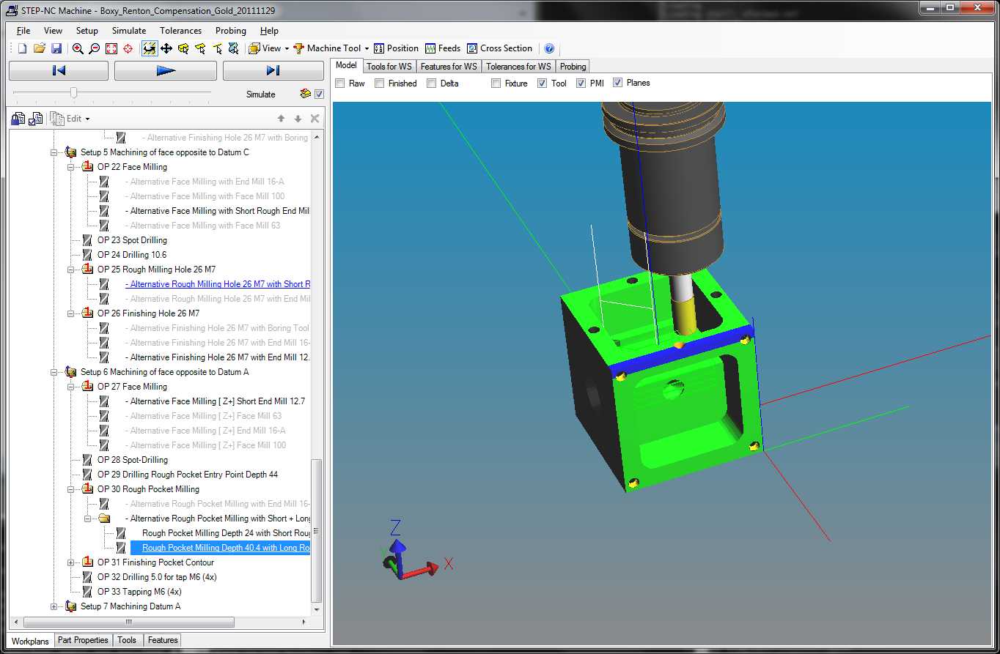 STEP-NC Machine - Boxy_Renton_Compensation_Gold_20111129
File View Setup Simulate Tolerances Probing Help
View Machine Tool Position Feeds Cross Section
Model Tools for WS Features for WS Tolerances for WS Probing
Raw Finished Delta Fixture Tool PMI Planes
Simulate
Edit
- Alternative Finishing Hole 26 M7 with Boring
Setup 5 Machining of face opposite to Datum C
OP 22 Face Milling
- Alternative Face Milling with End Mill 16-A
- Alternative Face Milling with Face Mill 100
- Alternative Face Milling with Short Rough End Mill
- Alternative Face Milling with Face Mill 63
OP 23 Spot Drilling
OP 24 Drilling 10.6
OP 25 Rough Milling Hole 26 M7
- Alternative Rough Milling Hole 26 M7 with Short R
- Alternative Rough Milling Hole 26 M7 with End Mil
OP 26 Finishing Hole 26 M7
- Alternative Finishing Hole 26 M7 with Boring Tool
- Alternative Finishing Hole 26 M7 with End Mill 16-
- Alternative Finishing Hole 26 M7 with End Mill 12.
Setup 6 Machining of face opposite to Datum A
OP 27 Face Milling
- Alternative Face Milling [ Z+] Short End Mill 12.7
- Alternative Face Milling [ Z+] Face Mill 63
- Alternative Face Milling [ Z+] End Mill 16-A
- Alternative Face Milling [ Z+] Face Mill 100
OP 28 Spot-Drilling
OP 29 Drilling Rough Pocket Entry Point Depth 44
OP 30 Rough Pocket Milling
- Alternative Rough Pocket Milling with End Mill 16-
- Alternative Rough Pocket Milling with Short + Long
Rough Pocket Milling Depth 24 with Short Roug
Rough Pocket Milling Depth 40.4 with Long Ro
OP 31 Finishing Pocket Contour
OP 32 Drilling 5.0 for tap M6 (4x)
OP 33 Tapping M6 (4x)
Setup 7 Machining Datum A
Workplans Part Properties Tools Features
Z
Y
X